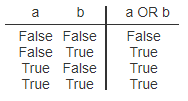 a b a OR b
False False False
False True True
True False True
True True True